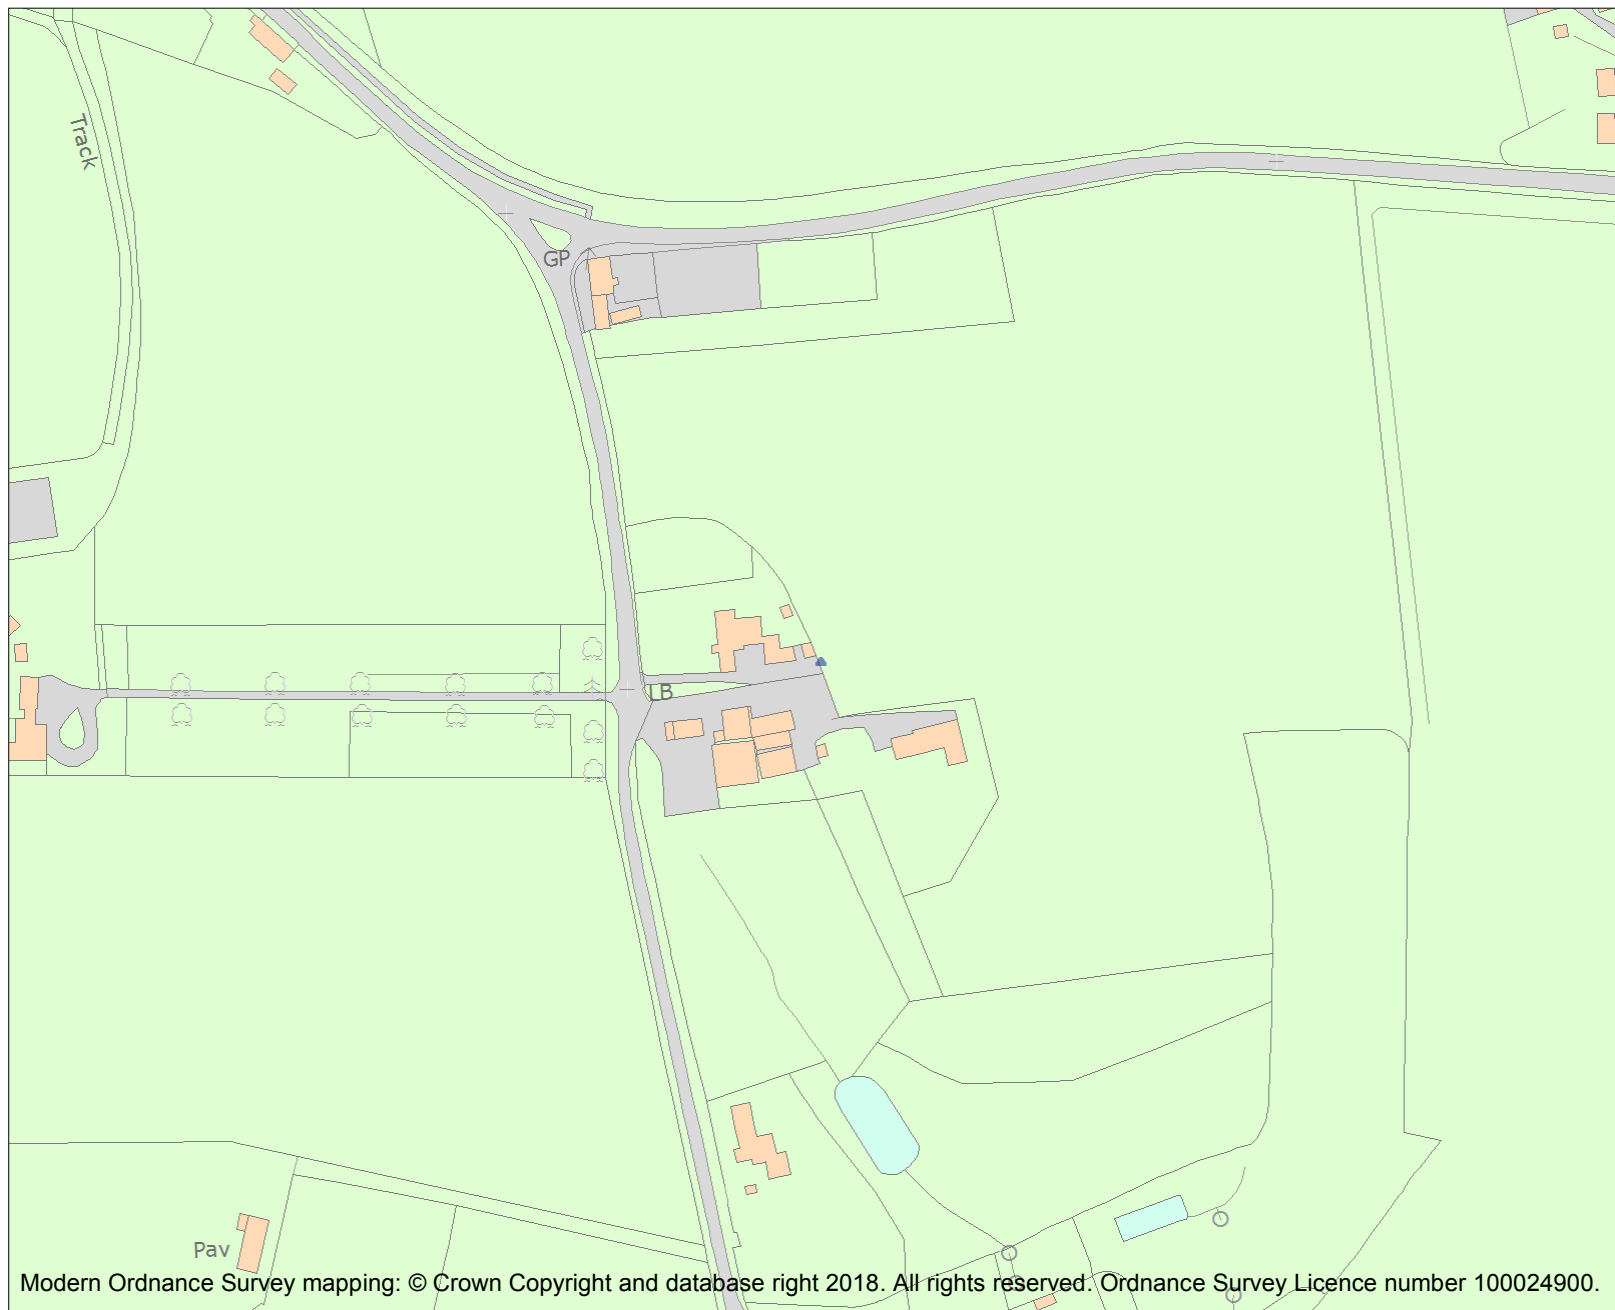 Track
GP
LB
Pav
Modern Ordnance Survey mapping: © Crown Copyright and database right 2018. All rights reserved. Ordnance Survey Licence number 100024900.